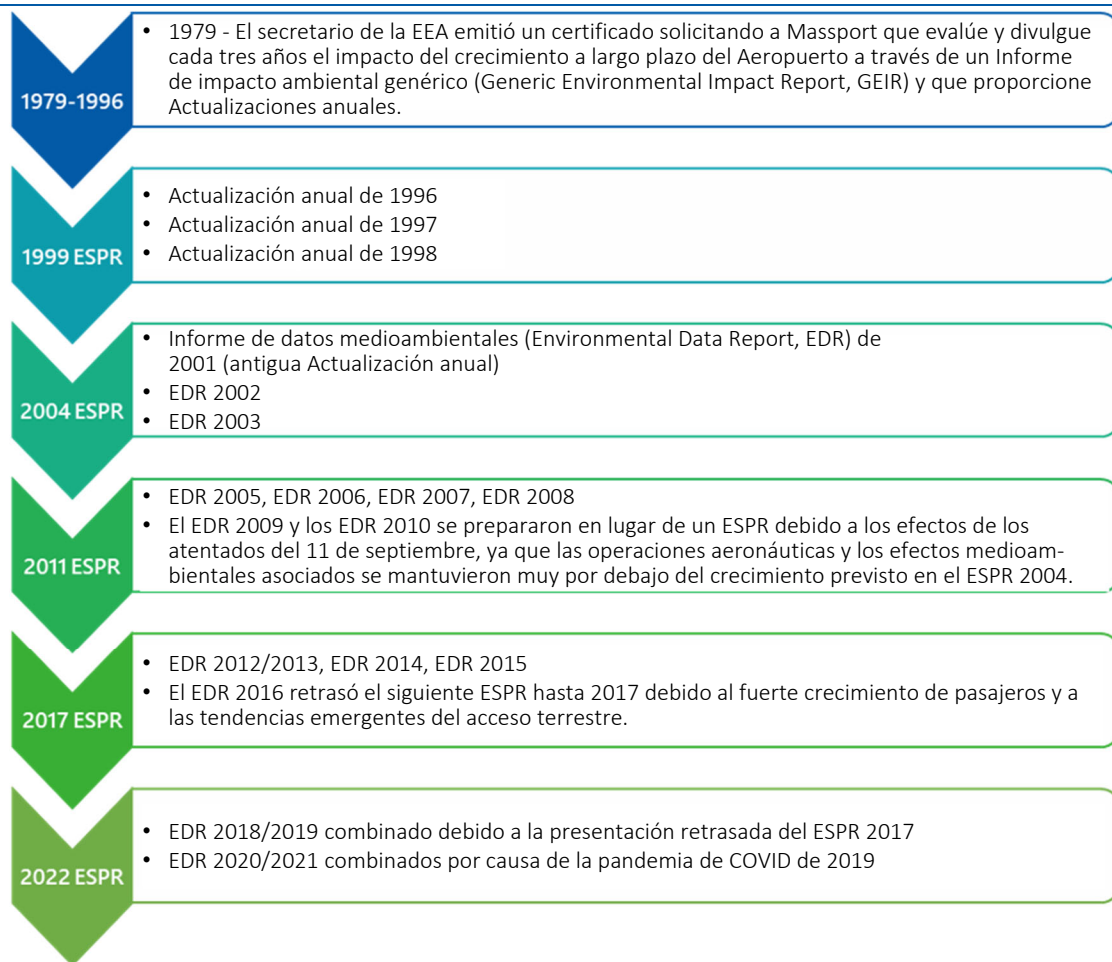 1979-1996
• 1979 - El secretario de la EEA emitió un certificado solicitando a Massport que evalúe y divulgue
cada tres años el impacto del crecimiento a largo plazo del Aeropuerto a través de un Informe
de impacto ambiental genérico (Generic Environmental Impact Report, GEIR) y que proporcione
Actualizaciones anuales.
1999 ESPR
• Actualización anual de 1996
• Actualización anual de 1997
• Actualización anual de 1998
2004 ESPR
• Informe de datos medioambientales (Environmental Data Report, EDR) de
2001 (antigua Actualización anual)
• EDR 2002
• EDR 2003
2011 ESPR
• EDR 2005, EDR 2006, EDR 2007, EDR 2008
• El EDR 2009 y los EDR 2010 se prepararon en lugar de un ESPR debido a los efectos de los
atentados del 11 de septiembre, ya que las operaciones aeronáuticas y los efectos medioam-
bientales asociados se mantuvieron muy por debajo del crecimiento previsto en el ESPR 2004.
2017 ESPR
• EDR 2012/2013, EDR 2014, EDR 2015
• El EDR 2016 retrasó el siguiente ESPR hasta 2017 debido al fuerte crecimiento de pasajeros y a
las tendencias emergentes del acceso terrestre.
2022 ESPR
• EDR 2018/2019 combinado debido a la presentación retrasada del ESPR 2017
• EDR 2020/2021 combinados por causa de la pandemia de COVID de 2019